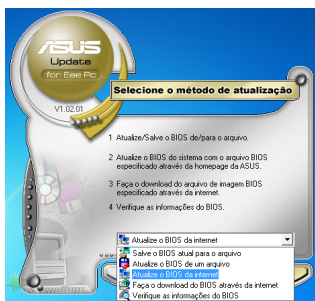 ASUS
Update
for Eee Pc
V1.02.01
Selecione o método de atualização
1 Atualize/Salve o BIOS de/para o arquivo.
2 Atualize o BIOS do sistema com o arquivo BIOS
especificado através da homepage da ASUS.
3 Faça o download do arquivo de imagem BIOS
especificado através da internet.
4 Verifique as informações do BIOS.
Atualize o BIOS da internet
Salve o BIOS atual para o arquivo
Atualize o BIOS de um arquivo
Atualize o BIOS da internet
Faça o download do BIOS através da internet
Verifique as informações do BIOS